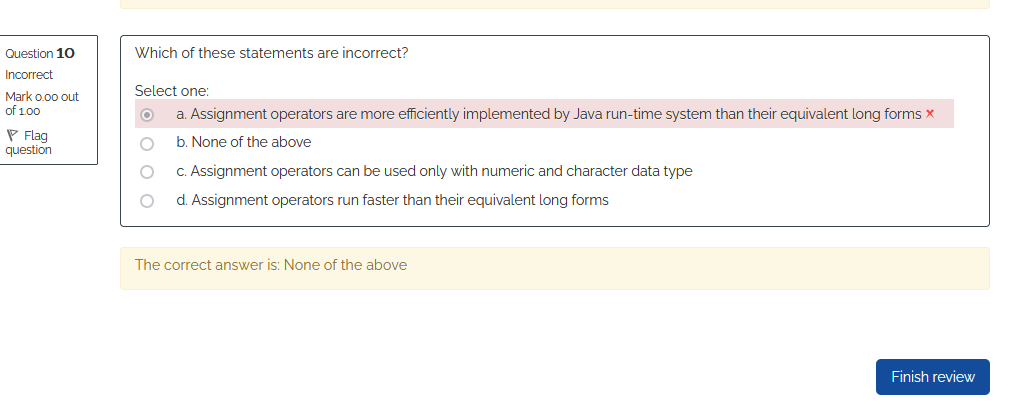 Question 10
Incorrect
Mark 0.00 out
of 1.00
Flag
question
Which of these statements are incorrect?
Select one:
a. Assignment operators are more efficiently implemented by Java run-time system than their equivalent long forms
b. None of the above
c. Assignment operators can be used only with numeric and character data type
d. Assignment operators run faster than their equivalent long forms
The correct answer is: None of the above
Finish review